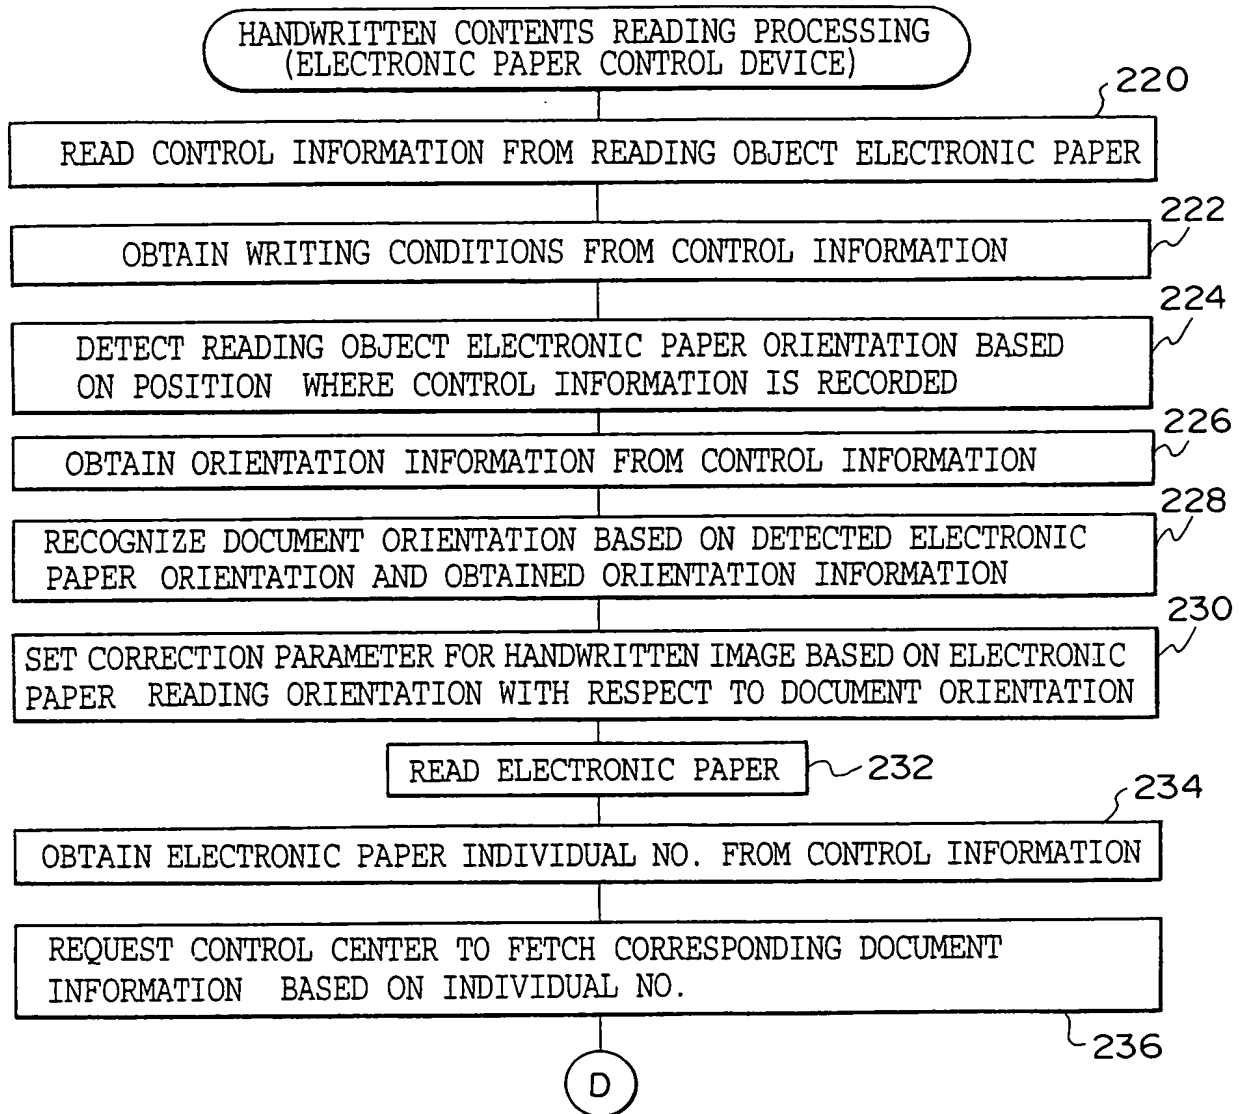 HANDWRITTEN CONTENTS READING PROCESSING
(ELECTRONIC PAPER CONTROL DEVICE)
220
READ CONTROL INFORMATION FROM READING OBJECT ELECTRONIC PAPER
222
OBTAIN WRITING CONDITIONS FROM CONTROL INFORMATION
224
DETECT READING OBJECT ELECTRONIC PAPER ORIENTATION BASED
ON POSITION WHERE CONTROL INFORMATION IS RECORDED
226
OBTAIN ORIENTATION INFORMATION FROM CONTROL INFORMATION
228
RECOGNIZE DOCUMENT ORIENTATION BASED ON DETECTED ELECTRONIC
PAPER ORIENTATION AND OBTAINED ORIENTATION INFORMATION
230
SET CORRECTION PARAMETER FOR HANDWRITTEN IMAGE BASED ON ELECTRONIC
PAPER READING ORIENTATION WITH RESPECT TO DOCUMENT ORIENTATION
READ ELECTRONIC PAPER 232
234
OBTAIN ELECTRONIC PAPER INDIVIDUAL NO. FROM CONTROL INFORMATION
REQUEST CONTROL CENTER TO FETCH CORRESPONDING DOCUMENT
INFORMATION BASED ON INDIVIDUAL NO.
236
D